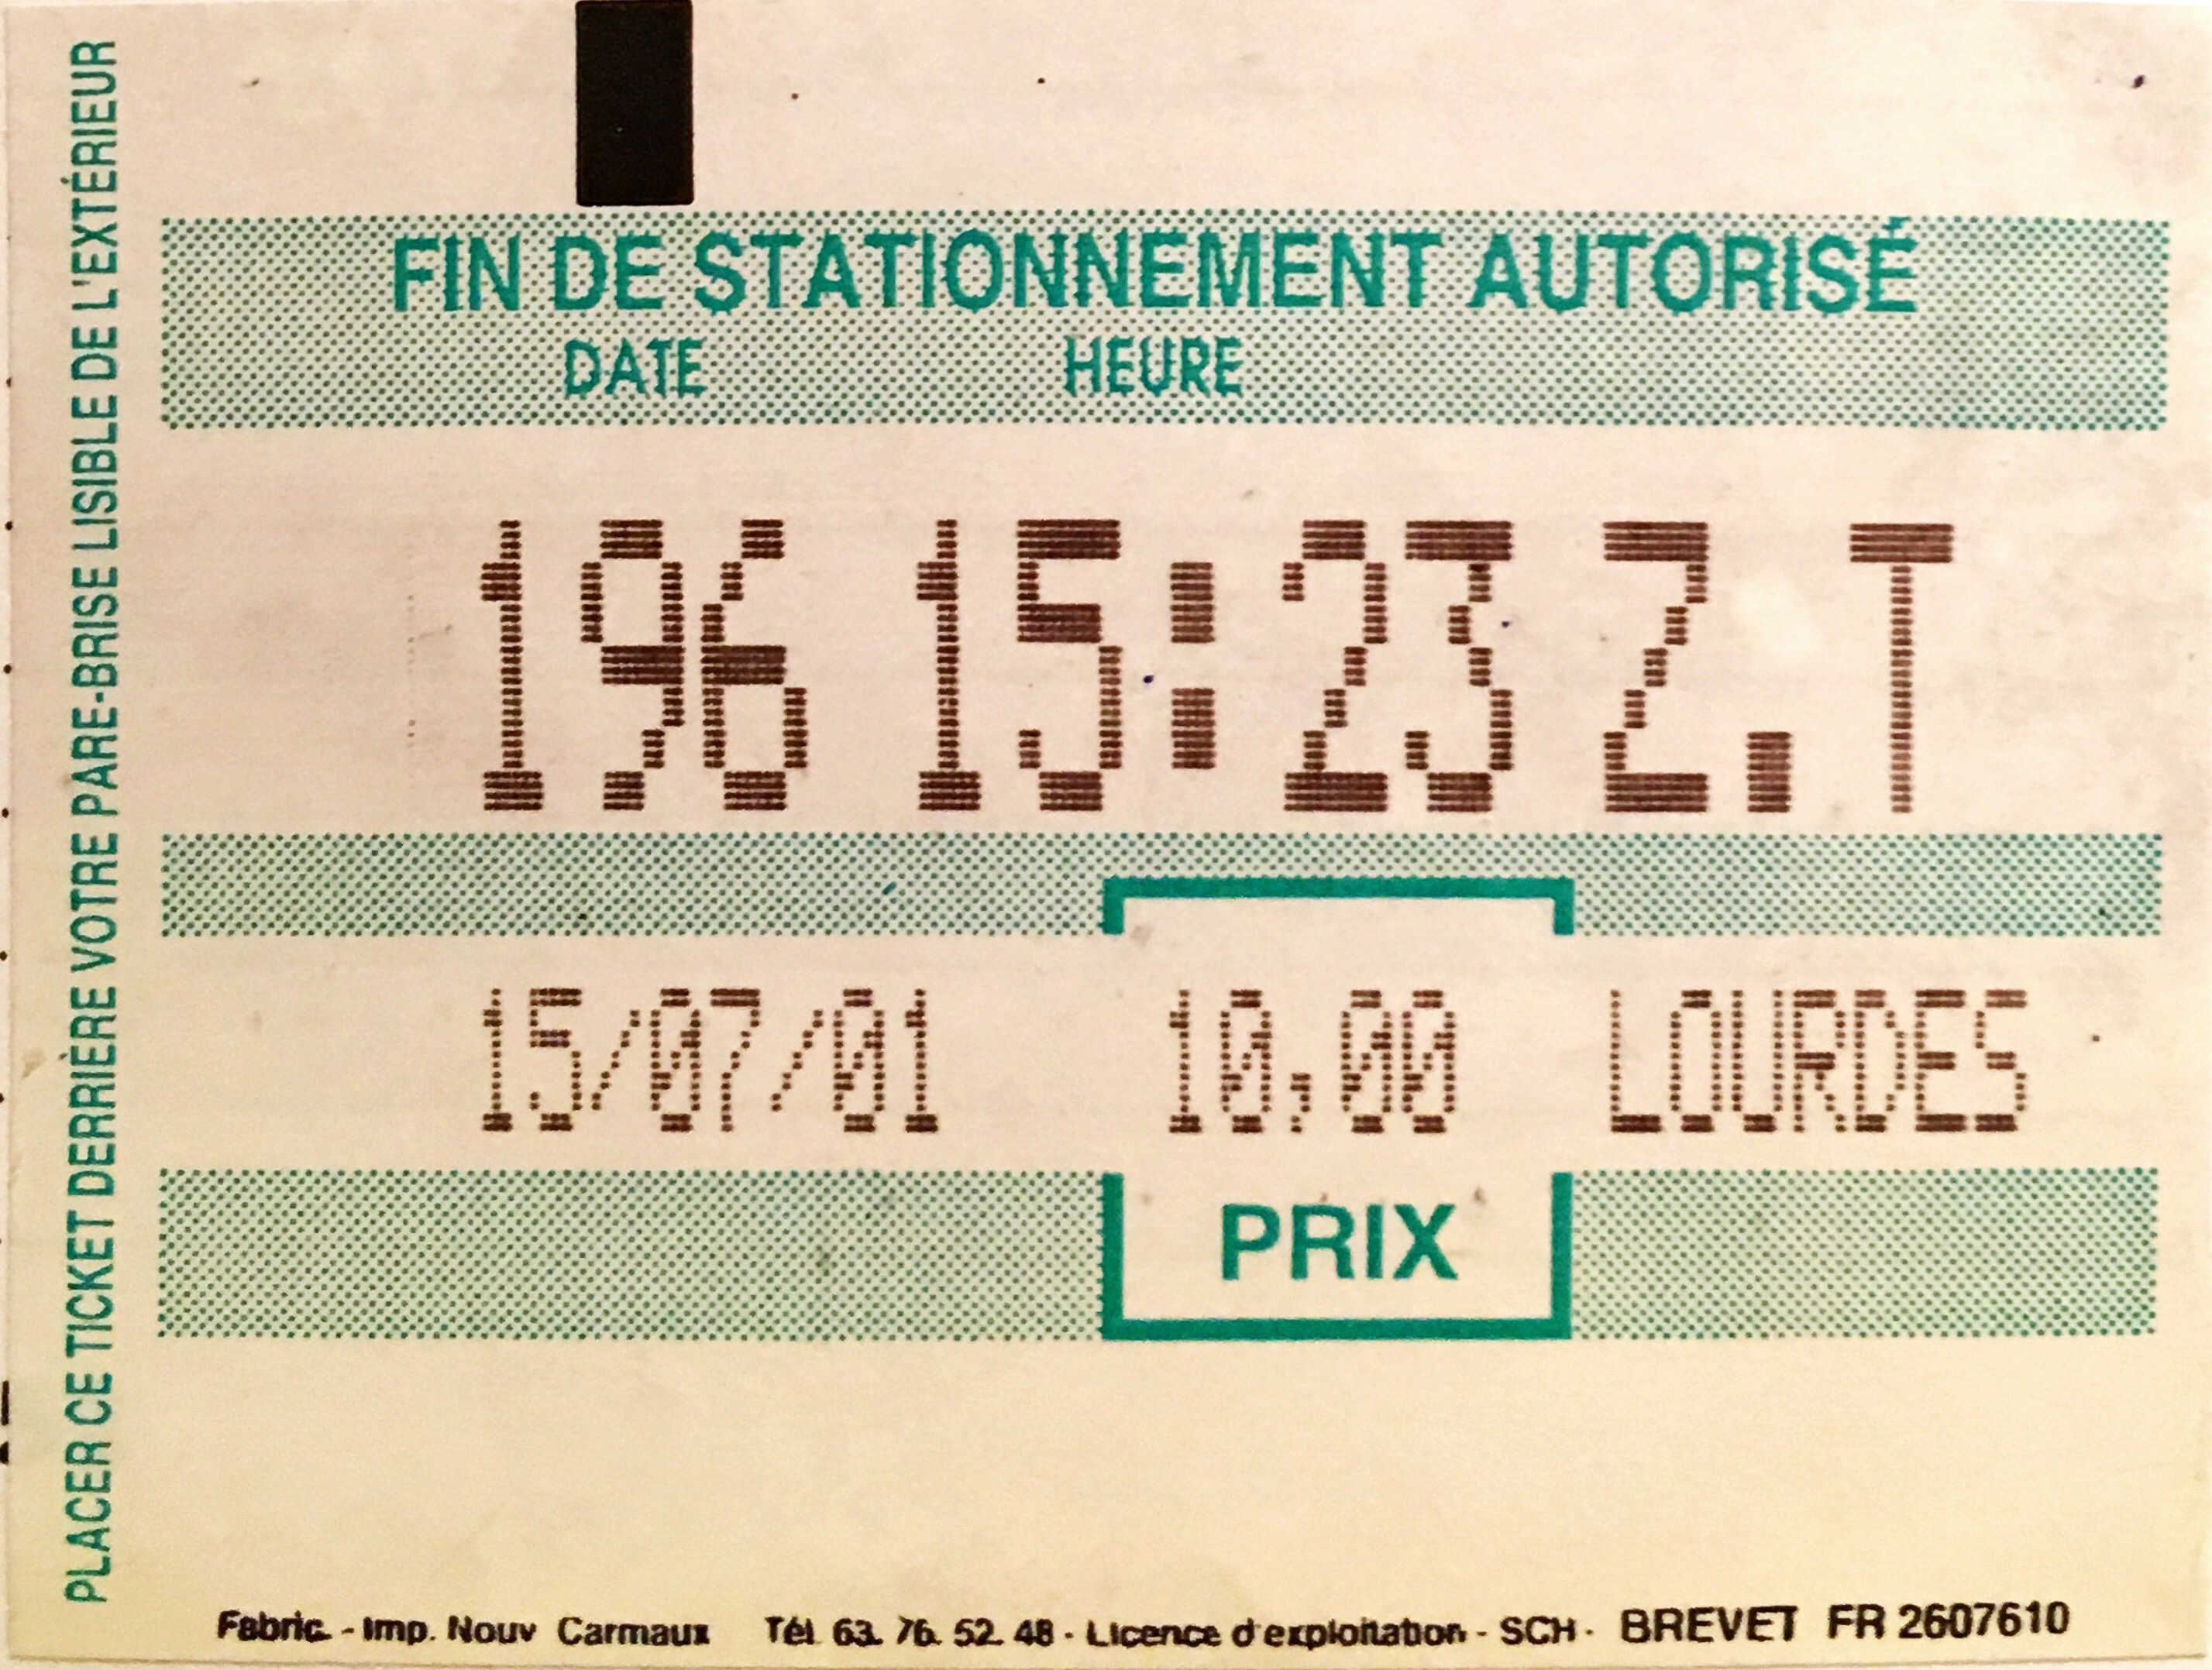 PLACER CE TICKET DERRIÈRE VOTRE PARE-BRISE LISIBLE DE L'EXTÉRIEUR
FIN DE STATIONNEMENT AUTORISÉ
DATE HEURE
196 15:23 Z.T
15/07/01 10,00 LOURDES
PRIX
Fabric. - Imp. Nouv Carmaux Tél. 63. 76. 52. 48 - Licence d'exploitation - SCH - BREVET FR 2607610